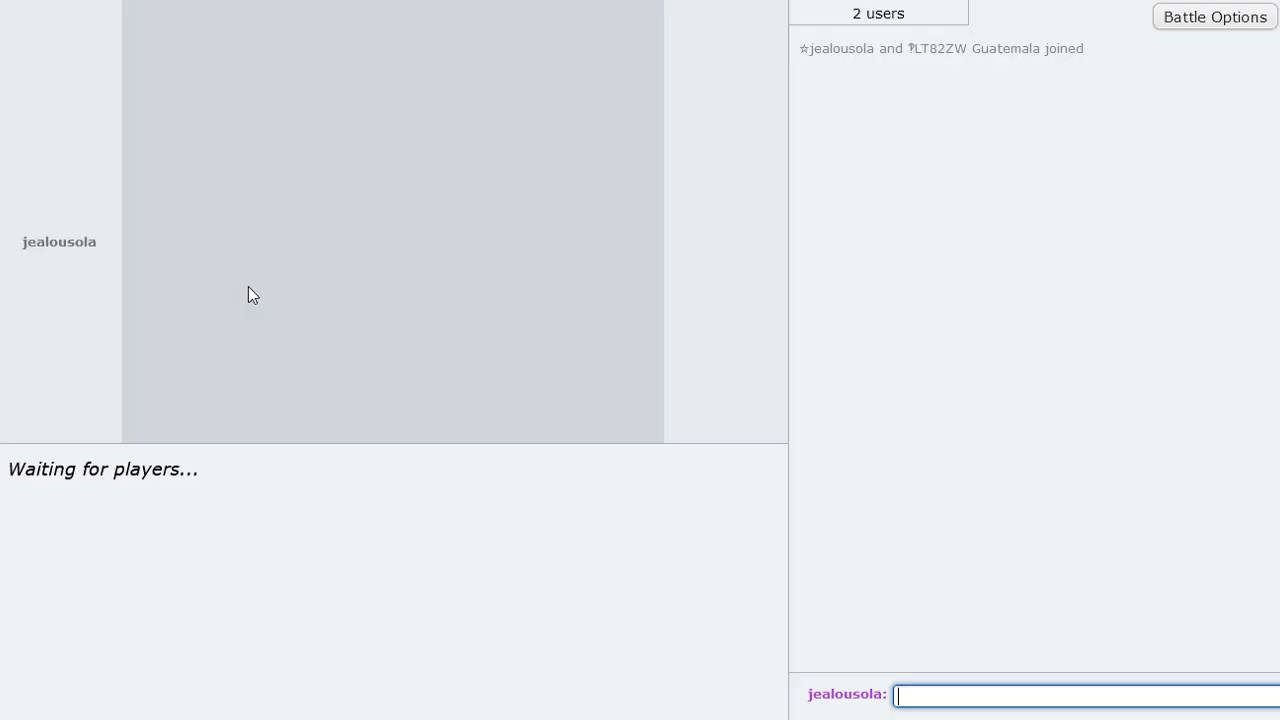 2 users
Battle Options
☆jealousola and ‽LT82ZW Guatemala joined
jealousola
Waiting for players...
jealousola: